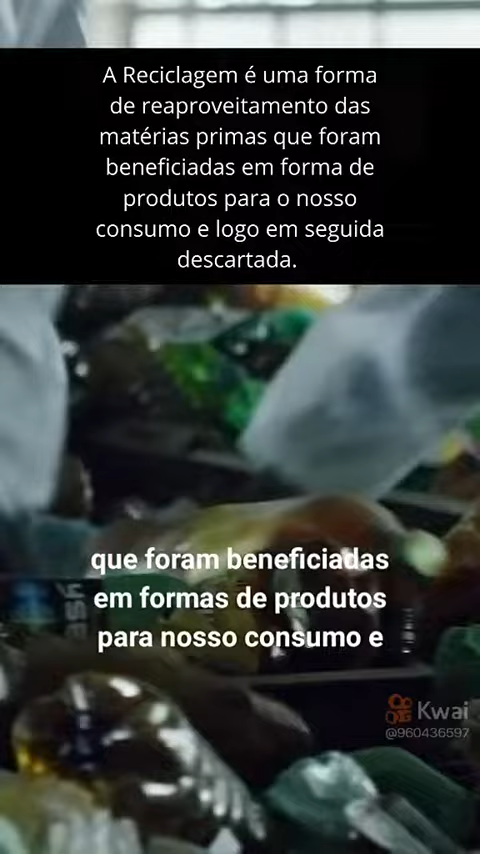 A Reciclagem é uma forma
de reaproveitamento das
matérias primas que foram
beneficiadas em forma de
produtos para o nosso
consumo e logo em seguida
descartada.
que foram beneficiadas
em formas de produtos
para nosso consumo e
Kwai
@960436597